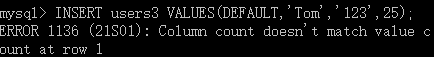 mysql> INSERT users3 VALUES(DEFAULT,'Tom','123',25);
ERROR 1136 (21S01): Column count doesn't match value c
ount at row 1